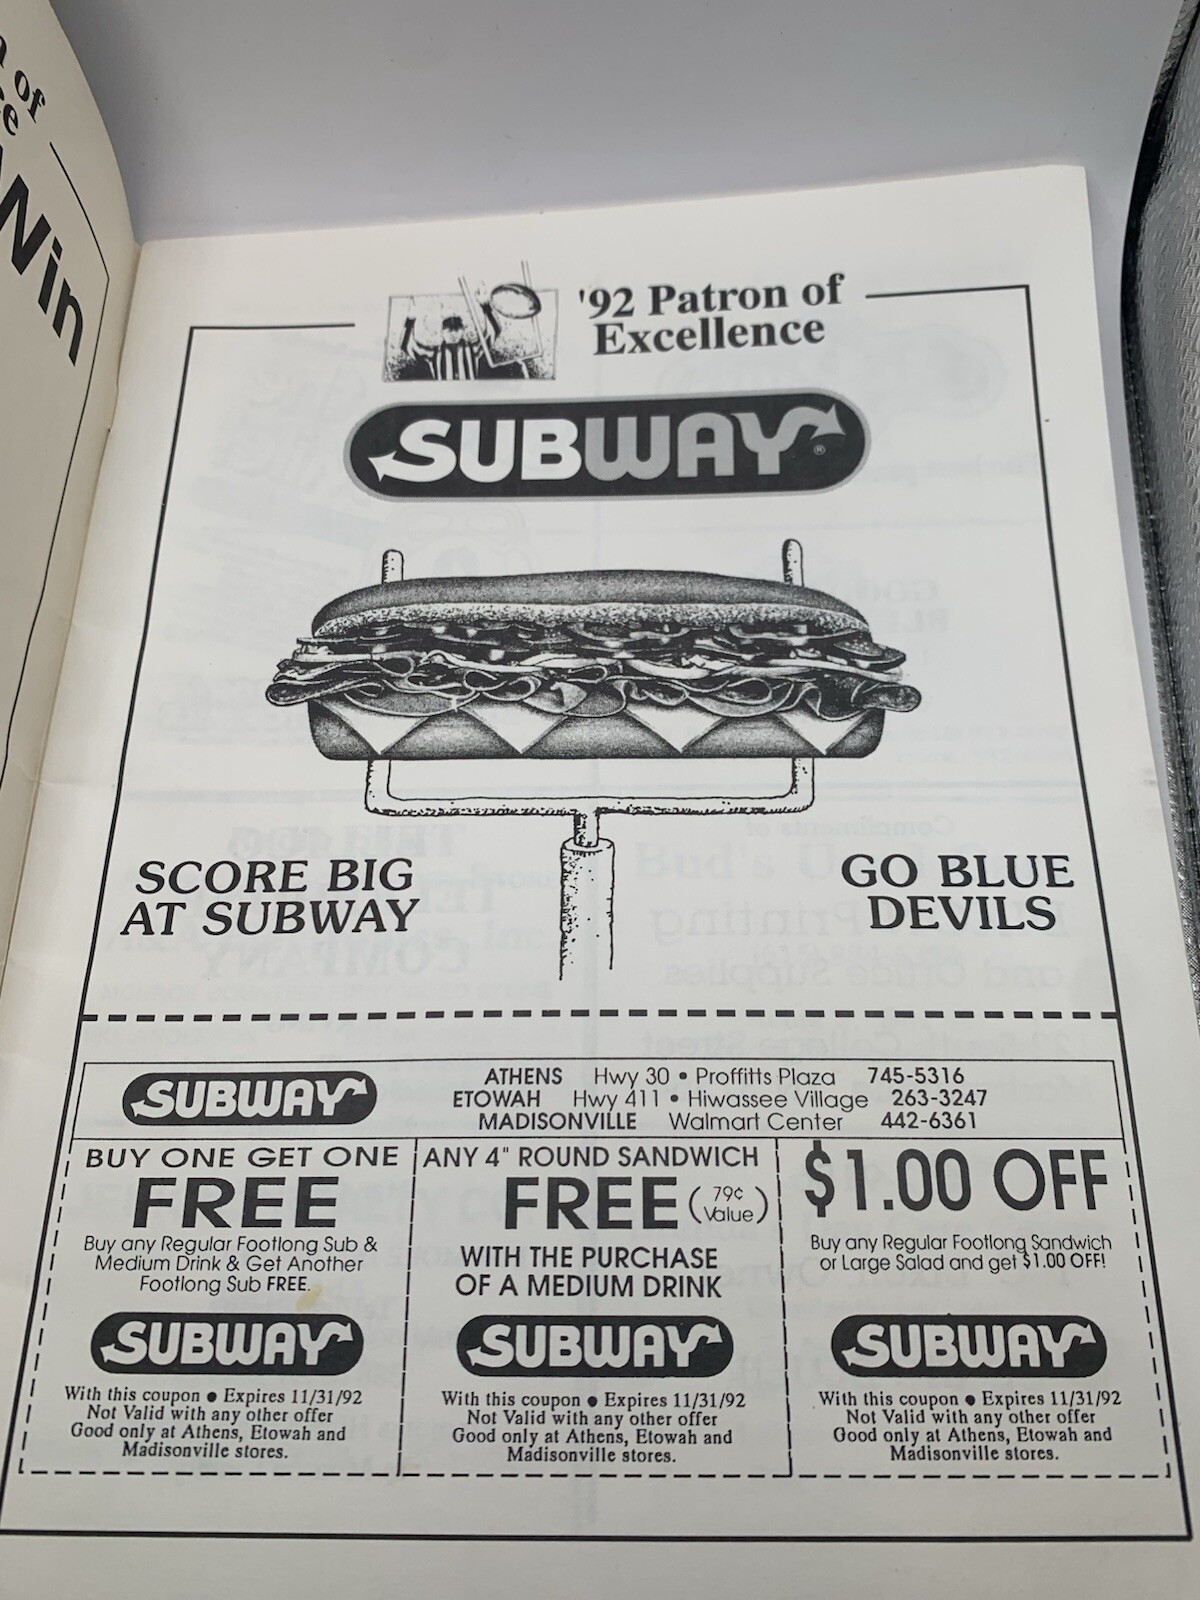 of
Win
'92 Patron of
Excellence
SUBWAY®
SCORE BIG
AT SUBWAY
GO BLUE
DEVILS
SUBWAY
ATHENS Hwy 30 • Proffitts Plaza 745-5316
ETOWAH Hwy 411 • Hiwassee Village 263-3247
MADISONVILLE Walmart Center 442-6361
BUY ONE GET ONE
FREE
Buy any Regular Footlong Sub &
Medium Drink & Get Another
Footlong Sub FREE.
SUBWAY
With this coupon ● Expires 11/31/92
Not Valid with any other offer
Good only at Athens, Etowah and
Madisonville stores.
ANY 4" ROUND SANDWICH
FREE (79¢ Value)
WITH THE PURCHASE
OF A MEDIUM DRINK
SUBWAY
With this coupon ● Expires 11/31/92
Not Valid with any other offer
Good only at Athens, Etowah and
Madisonville stores.
$1.00 OFF
Buy any Regular Footlong Sandwich
or Large Salad and get $1.00 OFF!
SUBWAY
With this coupon ● Expires 11/31/92
Not Valid with any other offer
Good only at Athens, Etowah and
Madisonville stores.